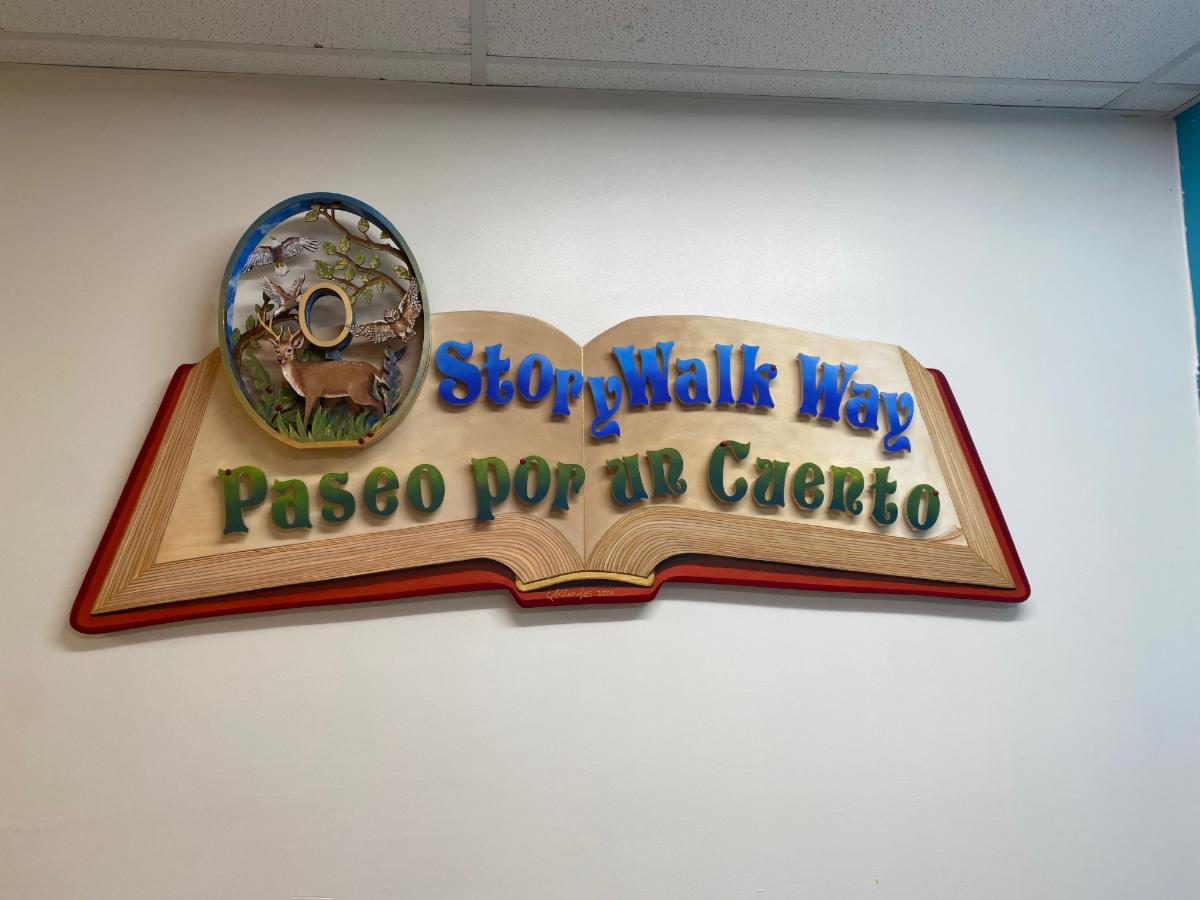 O StoryWalk Way
Paseo por un Cuento